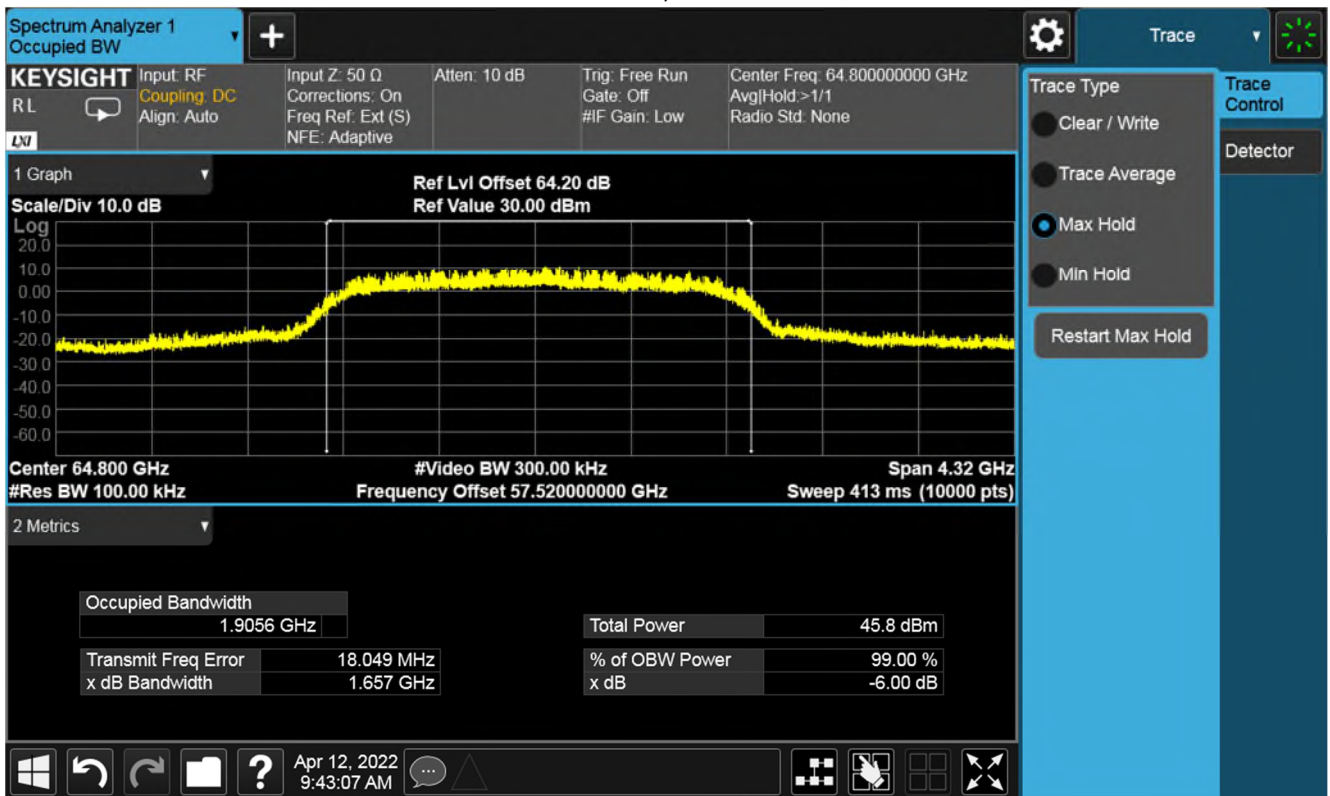 Spectrum Analyzer 1
Occupied BW
Trace
KEYSIGHT
R L
LXI
Input: RF
Coupling: DC
Align: Auto
Input Z: 50 Ω
Corrections: On
Freq Ref: Ext (S)
NFE: Adaptive
Atten: 10 dB
Trig: Free Run
Gate: Off
#IF Gain: Low
Center Freq: 64.800000000 GHz
Avg|Hold:>1/1
Radio Std: None
1 Graph
Scale/Div 10.0 dB
Ref Lvl Offset 64.20 dB
Ref Value 30.00 dBm
Log
20.0
10.0
0.00
-10.0
-20.0
-30.0
-40.0
-50.0
-60.0
Center 64.800 GHz
#Video BW 300.00 kHz
Span 4.32 GHz
#Res BW 100.00 kHz
Frequency Offset 57.520000000 GHz
Sweep 413 ms (10000 pts)
2 Metrics
Occupied Bandwidth
1.9056 GHz
Total Power 45.8 dBm
Transmit Freq Error 18.049 MHz
% of OBW Power 99.00 %
x dB Bandwidth 1.657 GHz
x dB -6.00 dB
Trace Type
Clear / Write
Trace Average
Max Hold
Min Hold
Restart Max Hold
Trace
Control
Detector
?
Apr 12, 2022
9:43:07 AM